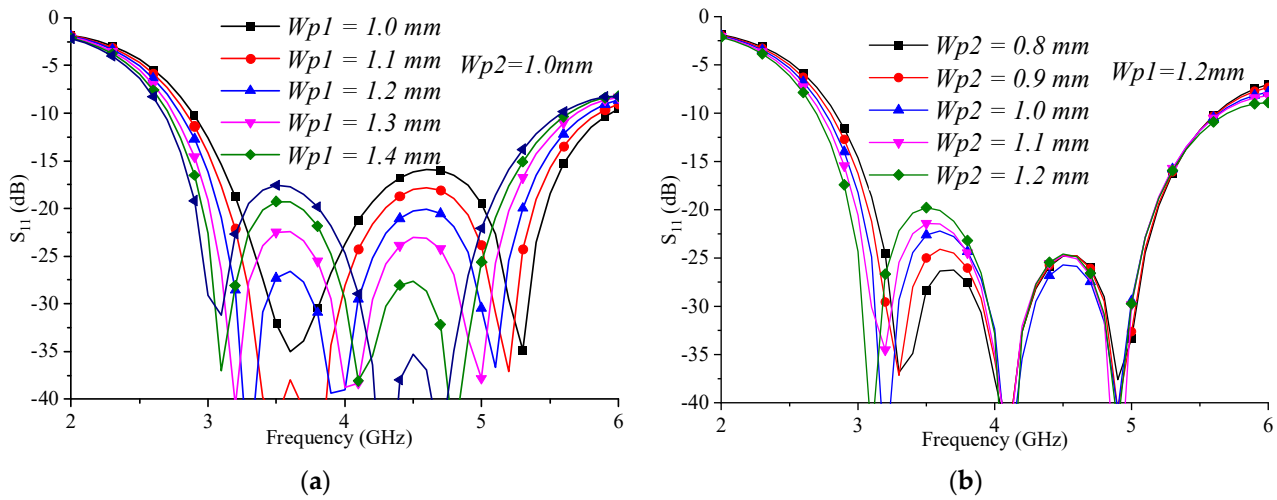 0
-5
-10
-15
-20
-25
-30
-35
-40
S11 (dB)
Wp1 = 1.0 mm
Wp1 = 1.1 mm
Wp1 = 1.2 mm
Wp1 = 1.3 mm
Wp1 = 1.4 mm
Wp2=1.0mm
2 3 4 5 6
Frequency (GHz)
(a)
0
-5
-10
-15
-20
-25
-30
-35
-40
S11 (dB)
Wp2 = 0.8 mm
Wp2 = 0.9 mm
Wp2 = 1.0 mm
Wp2 = 1.1 mm
Wp2 = 1.2 mm
Wp1=1.2mm
2 3 4 5 6
Frequency (GHz)
(b)